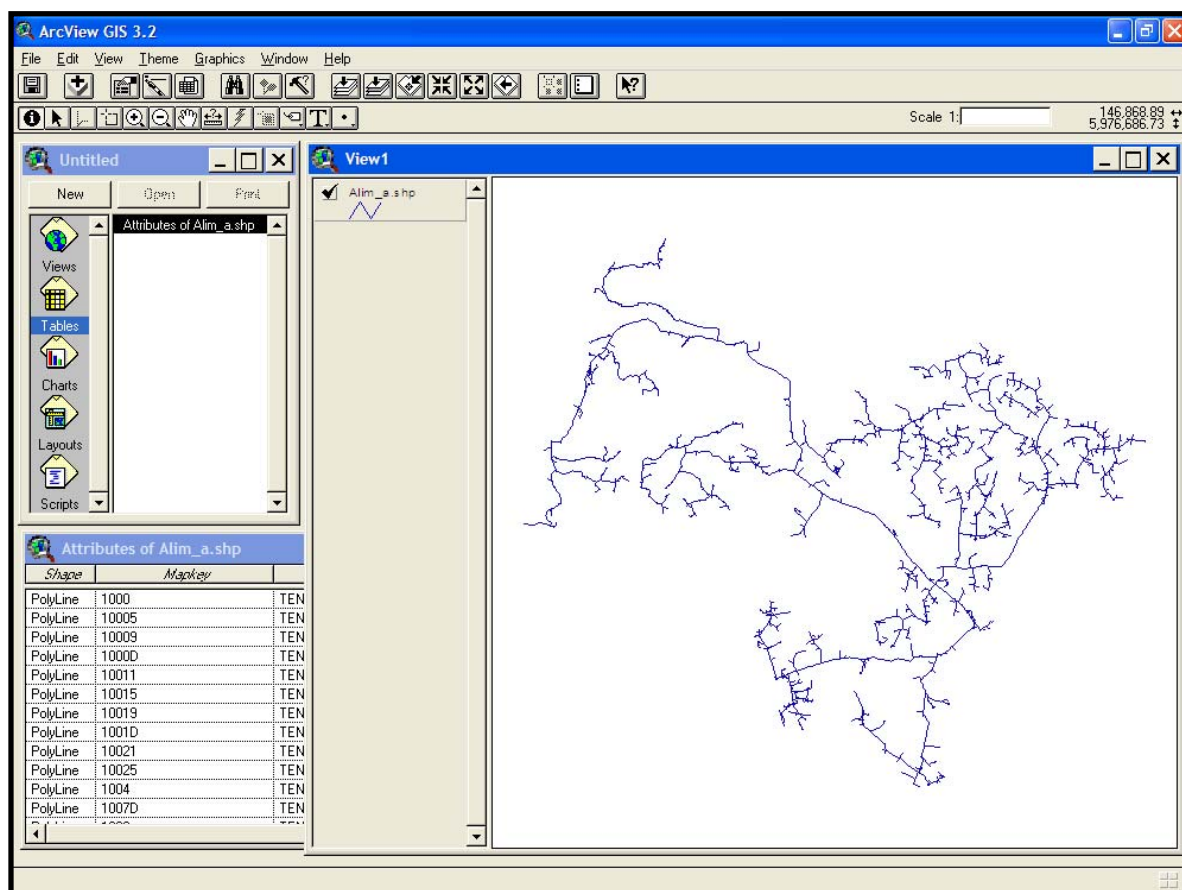 ArcView GIS 3.2
File Edit View Theme Graphics Window Help
Scale 1:
146,868.89
5,976,686.73
Untitled
New Open Print
Views
Tables
Charts
Layouts
Scripts
Attributes of Alim_a.shp
View1
Alim_a.shp
Attributes of Alim_a.shp
Shape Mapkey
PolyLine 1000 TEN
PolyLine 10005 TEN
PolyLine 10009 TEN
PolyLine 1000D TEN
PolyLine 10011 TEN
PolyLine 10015 TEN
PolyLine 10019 TEN
PolyLine 1001D TEN
PolyLine 10021 TEN
PolyLine 10025 TEN
PolyLine 1004 TEN
PolyLine 1007D TEN